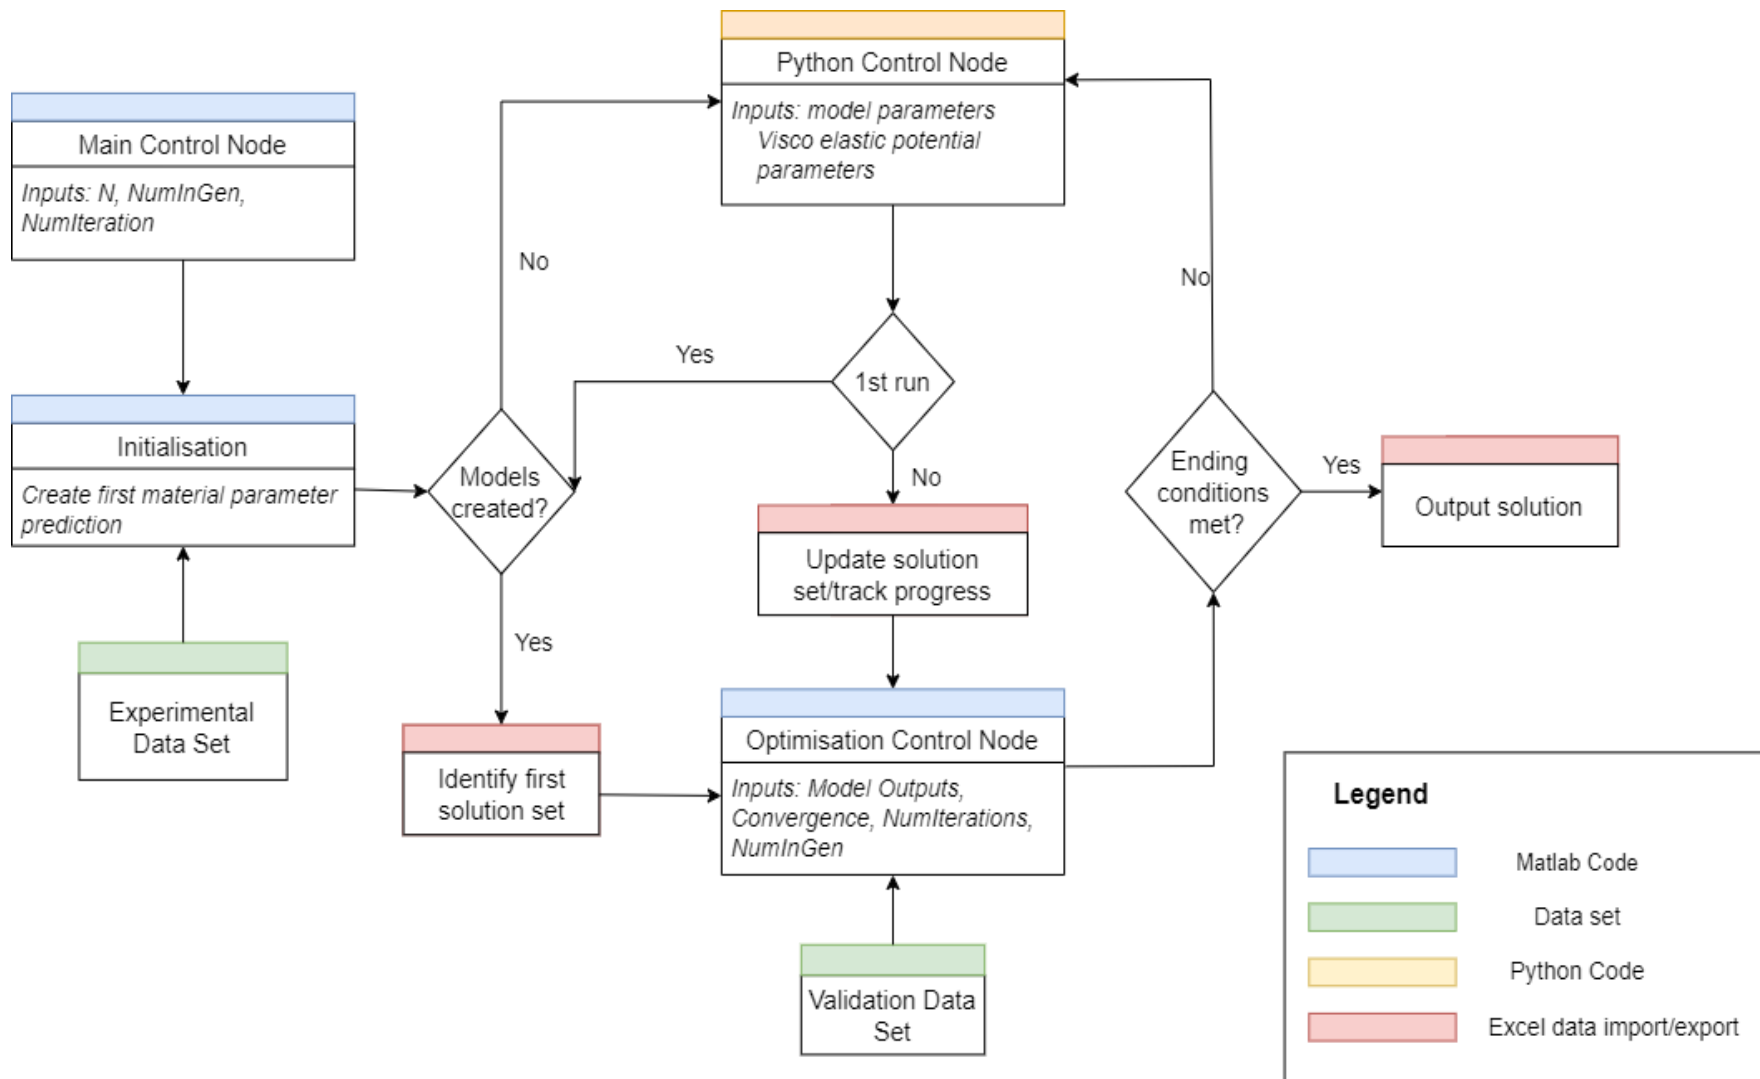 Python Control Node
Inputs: model parameters
Visco elastic potential
parameters
Main Control Node
Inputs: N, NumInGen,
NumIteration
No
No
Yes
1st run
Initialisation
Create first material parameter
prediction
Models
created?
No
Ending
conditions
met?
Yes
Output solution
Update solution
set/track progress
Yes
Experimental
Data Set
Identify first
solution set
Optimisation Control Node
Inputs: Model Outputs,
Convergence, NumIterations,
NumInGen
Validation Data
Set
Legend
Matlab Code
Data set
Python Code
Excel data import/export